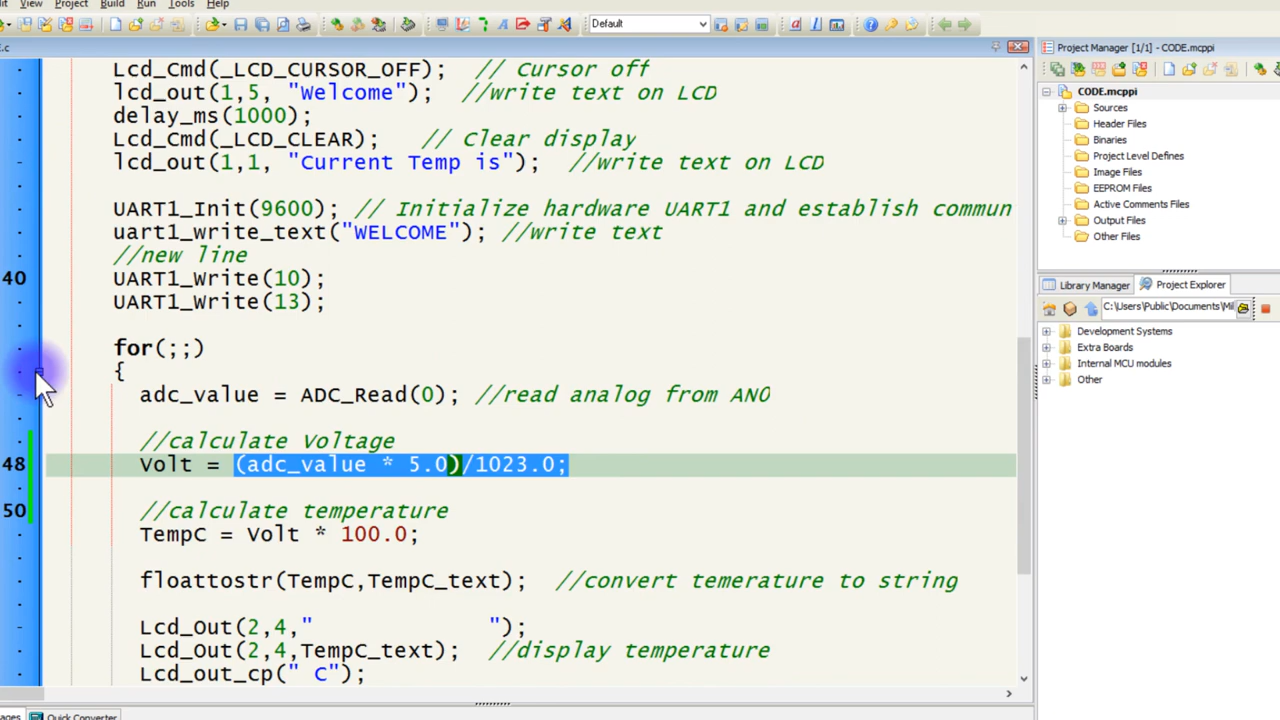 View Project Build Run Tools Help
Default
.c
Project Manager [1/1] - CODE.mcppi
Lcd_Cmd(_LCD_CURSOR_OFF); // Cursor off
lcd_out(1,5, "Welcome"); //write text on LCD
delay_ms(1000);
Lcd_Cmd(_LCD_CLEAR); // Clear display
lcd_out(1,1, "Current Temp is"); //write text on LCD
UART1_Init(9600); // Initialize hardware UART1 and establish commun
uart1_write_text("WELCOME"); //write text
//new line
40 UART1_Write(10);
UART1_Write(13);
for(;;)
{
adc_value = ADC_Read(0); //read analog from AN0
//calculate Voltage
48 Volt = (adc_value * 5.0)/1023.0;
50 //calculate temperature
TempC = Volt * 100.0;
floattostr(TempC,TempC_text); //convert temerature to string
Lcd_Out(2,4," ");
Lcd_Out(2,4,TempC_text); //display temperature
Lcd_out_cp(" C");
CODE.mcppi
Sources
Header Files
Binaries
Project Level Defines
Image Files
EEPROM Files
Active Comments Files
Output Files
Other Files
Library Manager Project Explorer
C:\Users\Public\Documents\Mi
Development Systems
Extra Boards
Internal MCU modules
Other
Quick Converter